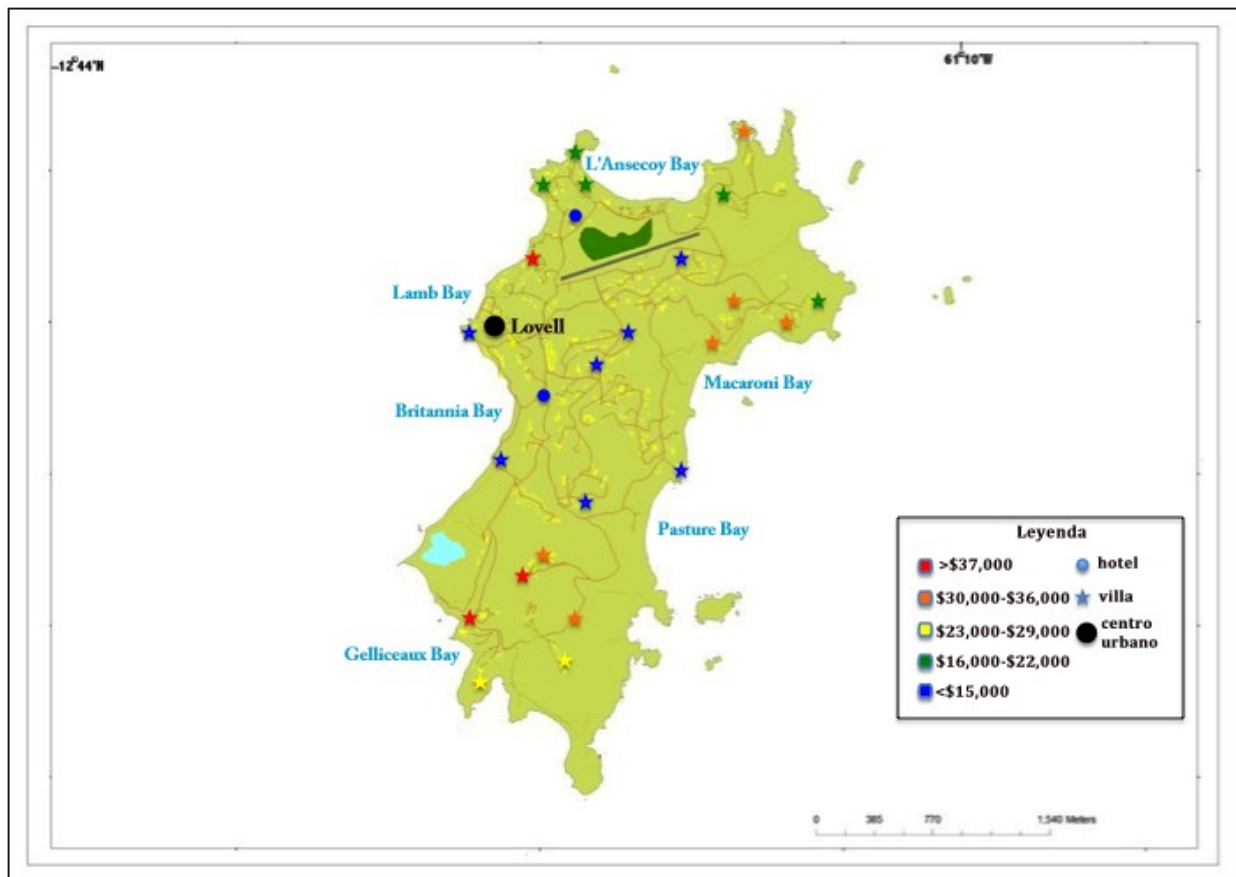 12°44"N
61°10"W
L'Ansecoy Bay
Lamb Bay
Lovell
Macaroni Bay
Britannia Bay
Pasture Bay
Gelliceaux Bay
Leyenda
>$37,000
hotel
$30,000-$36,000
villa
$23,000-$29,000
centro
urbano
$16,000-$22,000
<$15,000
0 385 770 1,540 Meters